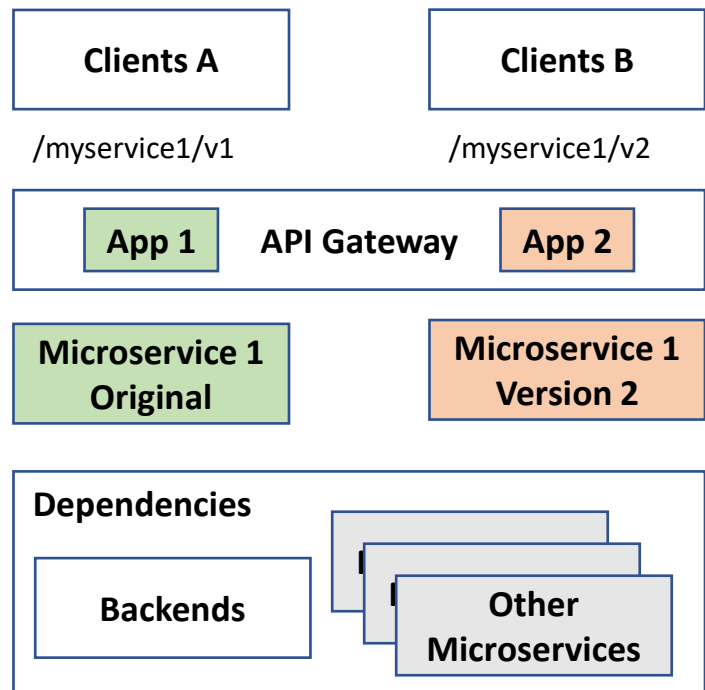 Clients A
Clients B
/myservice1/v1
/myservice1/v2
App 1
API Gateway
App 2
Microservice 1
Original
Microservice 1
Version 2
Dependencies
Backends
Other
Microservices